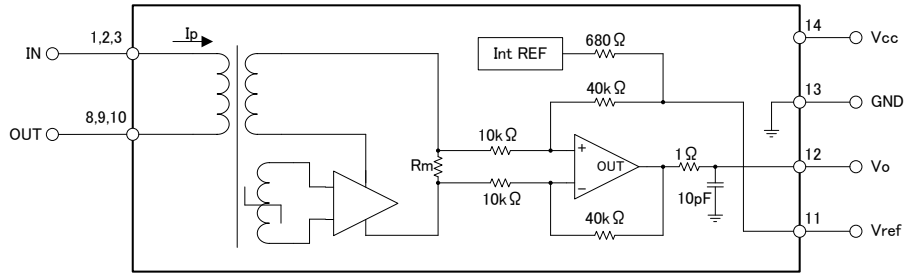 IN
1,2,3
Ip
8,9,10
OUT
Int REF
680Ω
40kΩ
10kΩ
Rm
10kΩ
+
−
OUT
40kΩ
1Ω
10pF
14
Vcc
13
GND
12
Vo
11
Vref